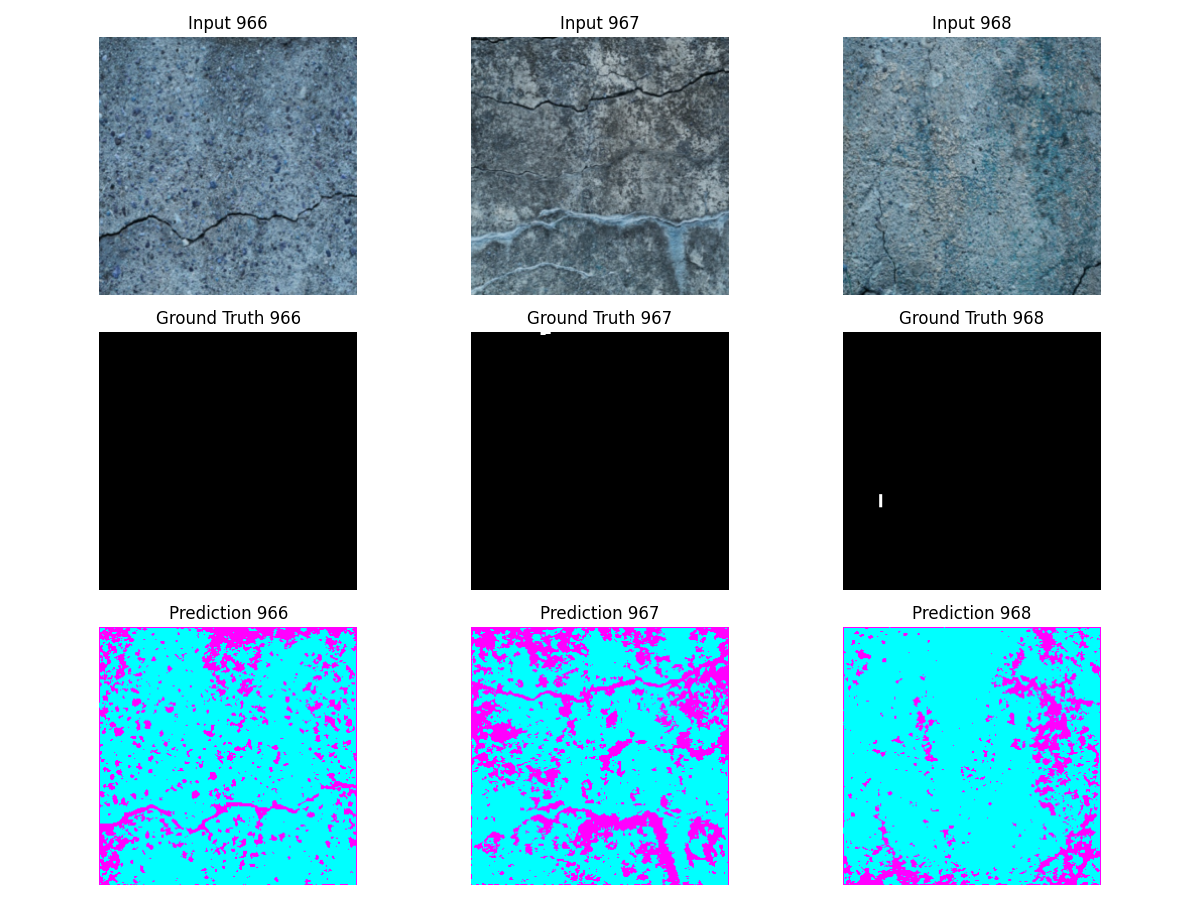 Input 966
Input 967
Input 968
Ground Truth 966
Ground Truth 967
Ground Truth 968
Prediction 966
Prediction 967
Prediction 968